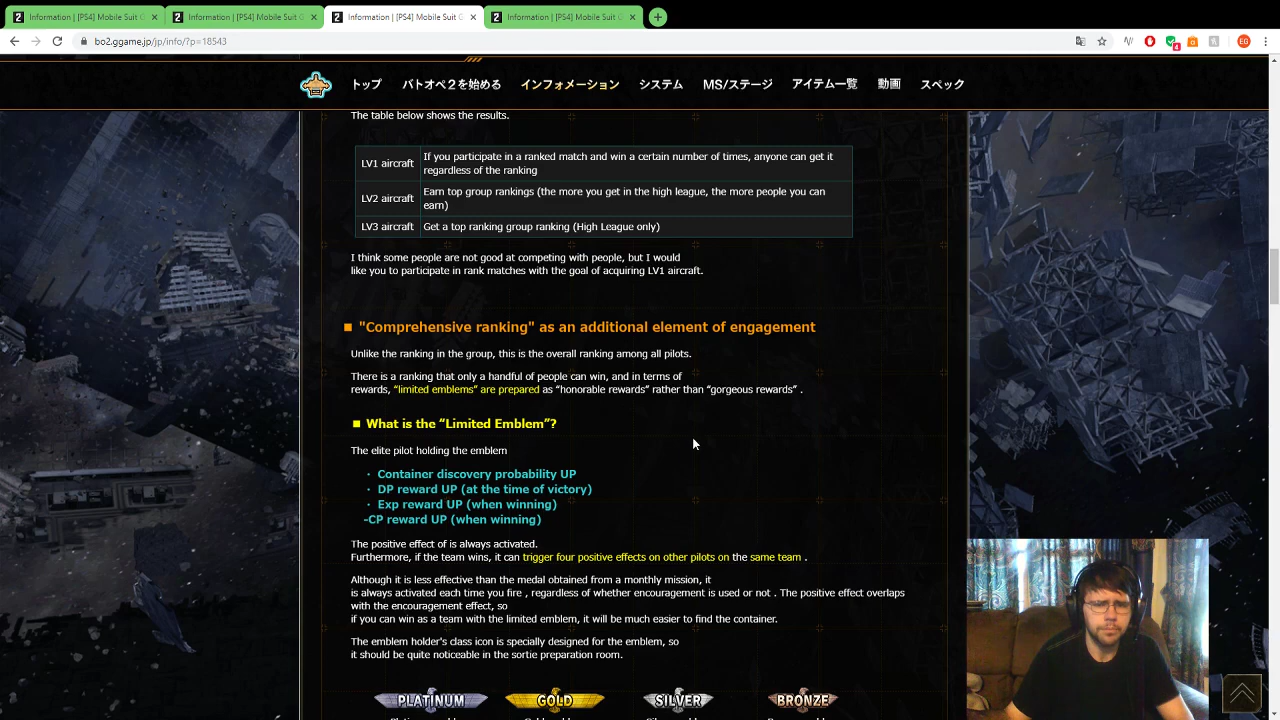 Information | [PS4] Mobile Suit G
Information | [PS4] Mobile Suit G
Information | [PS4] Mobile Suit G
Information | [PS4] Mobile Suit G
bo2.ggame.jp/jp/info/?p=18543
4
EG
トップ バトオペ2を始める インフォメーション システム MS/ステージ アイテム一覧 動画 スペック
The table below shows the results.
LV1 aircraft
If you participate in a ranked match and win a certain number of times, anyone can get it
regardless of the ranking
LV2 aircraft
Earn top group rankings (the more you get in the high league, the more people you can
earn)
LV3 aircraft
Get a top ranking group ranking (High League only)
I think some people are not good at competing with people, but I would
like you to participate in rank matches with the goal of acquiring LV1 aircraft.
■ "Comprehensive ranking" as an additional element of engagement
Unlike the ranking in the group, this is the overall ranking among all pilots.
There is a ranking that only a handful of people can win, and in terms of
rewards, “limited emblems” are prepared as “honorable rewards” rather than “gorgeous rewards” .
■ What is the “Limited Emblem”?
The elite pilot holding the emblem
・ Container discovery probability UP
・ DP reward UP (at the time of victory)
・ Exp reward UP (when winning)
-CP reward UP (when winning)
The positive effect of is always activated.
Furthermore, if the team wins, it can trigger four positive effects on other pilots on the same team .
Although it is less effective than the medal obtained from a monthly mission, it
is always activated each time you fire , regardless of whether encouragement is used or not . The positive effect overlaps
with the encouragement effect, so
if you can win as a team with the limited emblem, it will be much easier to find the container.
The emblem holder's class icon is specially designed for the emblem, so
it should be quite noticeable in the sortie preparation room.
PLATINUM GOLD SILVER BRONZE